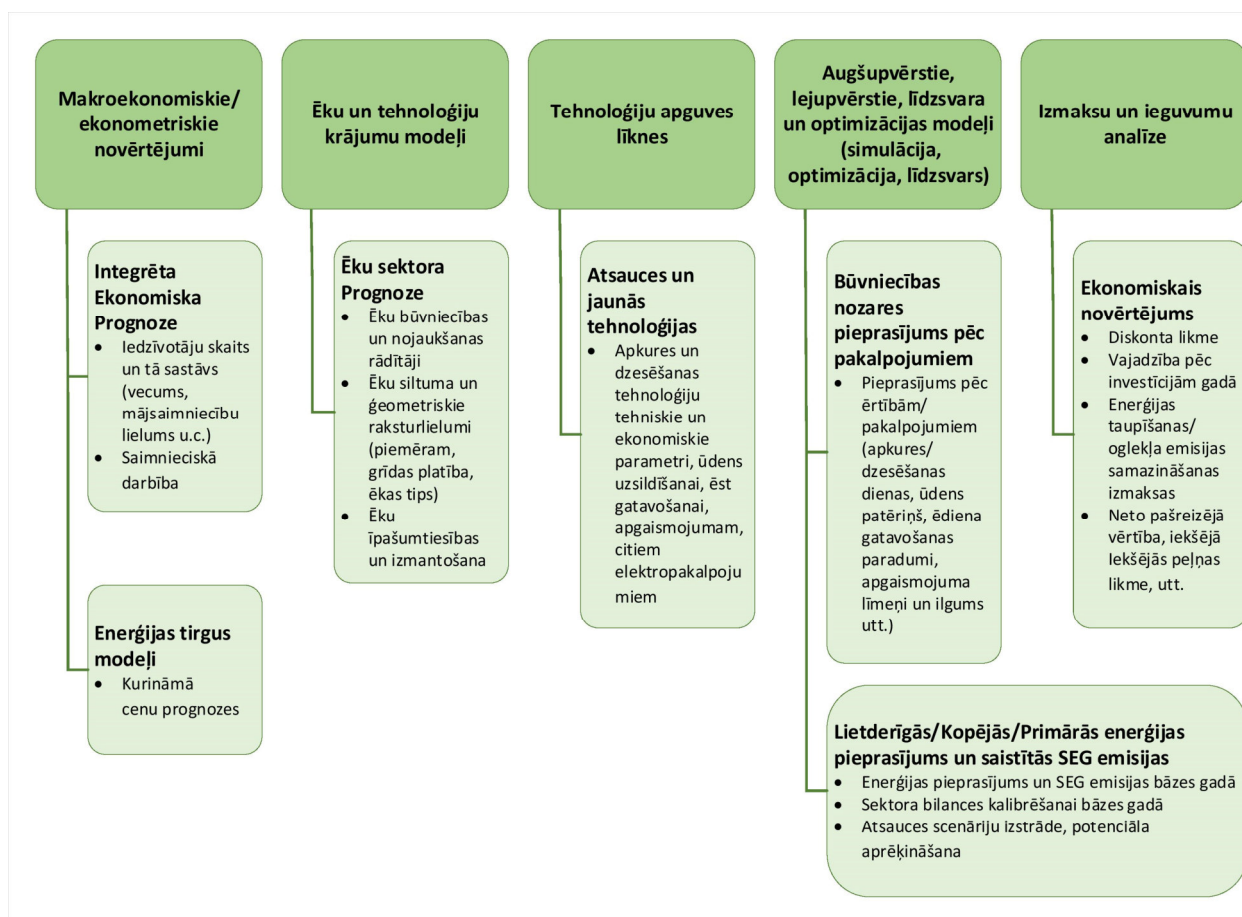 Makroekonomiskie/
ekonometriskie
novērtējumi
Integrēta
Ekonomiska
Prognoze
• Iedzīvotāju skaits
un tā sastāvs
(vecums,
mājsaimniecību
lielums u.c.)
• Saimnieciskā
darbība
Enerģijas tirgus
modeļi
• Kurināmā
cenu prognozes
Ēku un tehnoloģiju
krājumu modeļi
Ēku sektora
Prognoze
• Ēku būvniecības
un nojaukšanas
rādītāji
• Ēku siltuma un
ģeometriskie
raksturlielumi
(piemēram,
grīdas platība,
ēkas tips)
• Ēku
īpašumtiesības
un izmantošana
Tehnoloģiju apguves
līknes
Atsauces un
jaunās
tehnoloģijas
• Apkures un
dzesēšanas
tehnoloģiju
tehniskie un
ekonomiskie
parametri, ūdens
uzsildīšanai, ēst
gatavošanai,
apgaismojumam,
citiem
elektropakalpoju
miem
Augšupvērstie,
lejupvērstie, līdzsvara
un optimizācijas modeļi
(simulācija,
optimizācija, līdzsvars)
Būvniecības
nozares
pieprasījums pēc
pakalpojumiem
• Pieprasījums pēc
ērtībām/
pakalpojumiem
(apkures/
dzesēšanas
dienas, ūdens
patēriņš, ēdiena
gatavošanas
paradumi,
apgaismojuma
līmeņi un ilgums
utt.)
Lietderīgās/Kopējās/Primārās enerģijas
pieprasījums un saistītās SEG emisijas
• Enerģijas pieprasījums un SEG emisijas bāzes gadā
• Sektora bilances kalibrēšanai bāzes gadā
• Atsauces scenāriju izstrāde, potenciāla
aprēķināšana
Izmaksu un ieguvumu
analīze
Ekonomiskais
novērtējums
• Diskonta likme
• Vajadzība pēc
investīcijām gadā
• Enerģijas
taupīšanas/
oglekļa emisijas
samazināšanas
izmaksas
• Neto pašreizējā
vērtība, iekšējā
Iekšējās peļņas
likme, utt.